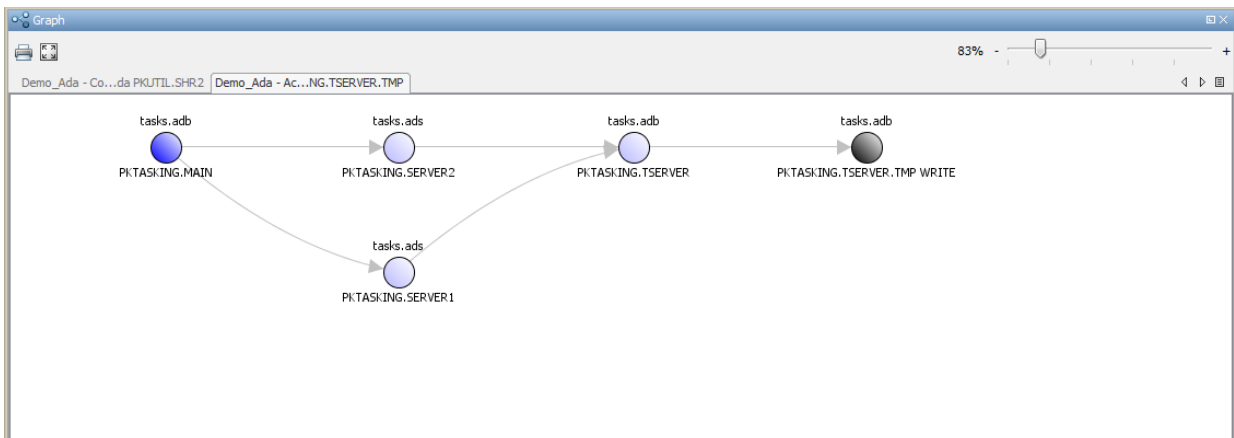 Graph
83% - +
Demo_Ada - Co...da PKUTIL.SHR2 Demo_Ada - Ac...NG.TSERVER.TMP
tasks.adb tasks.ads tasks.adb tasks.adb
PKTASKING.MAIN PKTASKING.SERVER2 PKTASKING.TSERVER PKTASKING.TSERVER.TMP WRITE
tasks.ads
PKTASKING.SERVER1